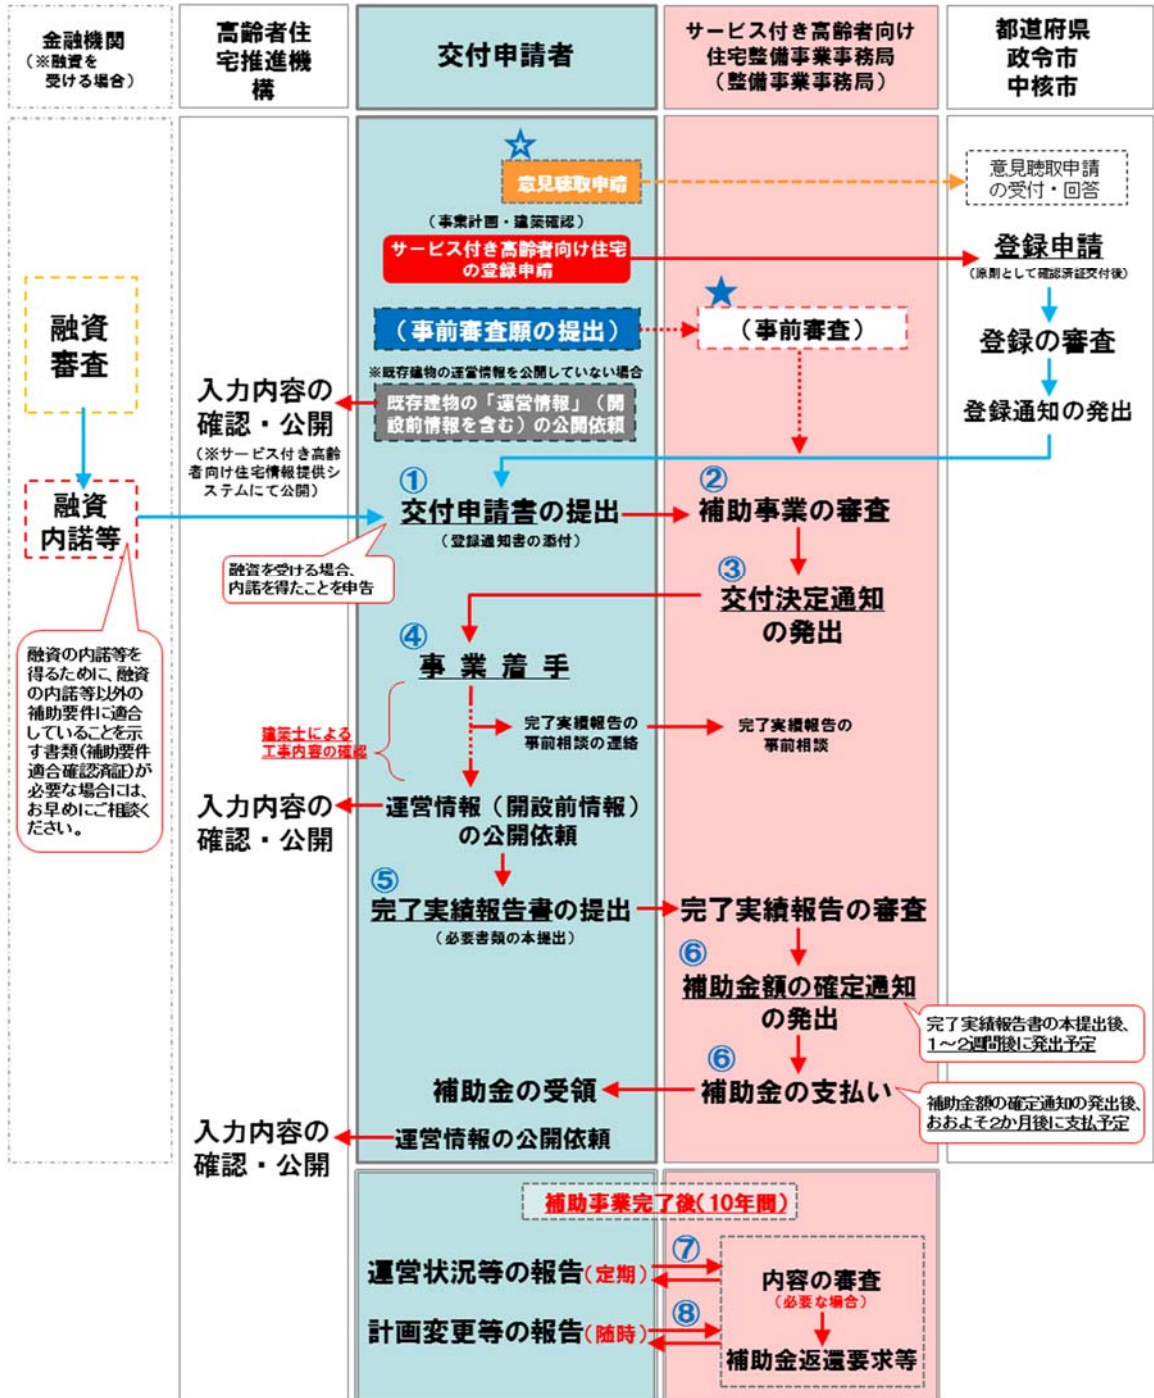 金融機関
（※融資を
受ける場合）
高齢者住
宅推進機
構
交付申請者
サービス付き高齢者向け
住宅整備事業事務局
（整備事業事務局）
都道府県
政令市
中核市
☆
意見聴取申請
意見聴取申請
の受付・回答
（事業計画・建築確認）
サービス付き高齢者向け住宅
の登録申請
登録申請
（原則として確認済証交付後）
★
（事前審査願の提出）
（事前審査）
登録の審査
融資
審査
※既存建物の運営情報を公開していない場合
既存建物の「運営情報」（開
設前情報を含む）の公開依頼
入力内容の
確認・公開
（※サービス付き高齢
者向け住宅情報提供シ
ステムにて公開）
登録通知の発出
融資
内諾等
①
交付申請書の提出
（登録通知書の添付）
②
補助事業の審査
融資を受ける場合、
内諾を得たことを申告
③
交付決定通知
の発出
融資の内諾等を
得るために、融資
の内諾等以外の
補助要件に適合
していることを示
す書類（補助要件
適合確認済証）が
必要な場合には、
お早めにご相談く
ださい。
④
事業着手
建築士による
工事内容の確認
完了実績報告の
事前相談の連絡
完了実績報告の
事前相談
入力内容の
確認・公開
運営情報（開設前情報）
の公開依頼
⑤
完了実績報告書の提出
（必要書類の本提出）
完了実績報告の審査
⑥
補助金額の確定通知
の発出
完了実績報告書の本提出後、
1～2週間後に発出予定
⑥
補助金の受領
補助金の支払い
補助金額の確定通知の発出後、
おおよそ2か月後に支払予定
入力内容の
確認・公開
運営情報の公開依頼
補助事業完了後（10年間）
⑦
運営状況等の報告（定期）
内容の審査
（必要な場合）
⑧
計画変更等の報告（随時）
補助金返還要求等